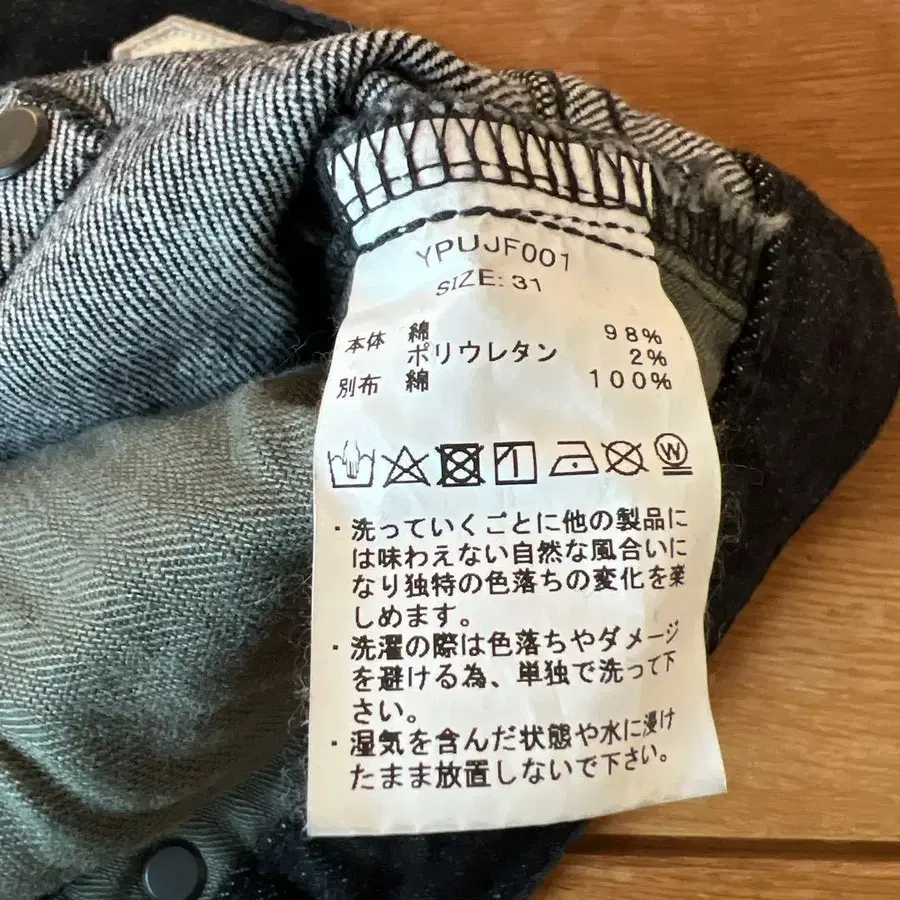 YPUJF001
SIZE: 31
本体 綿 98%
ポリウレタン 2%
別布 綿 100%
W
・洗っていくごとに他の製品に
は味わえない自然な風合いに
なり独特の色落ちの変化を楽
しめます。
・洗濯の際は色落ちやダメージ
を避ける為、単独で洗って下
さい。
・湿気を含んだ状態や水に浸け
たまま放置しないで下さい。